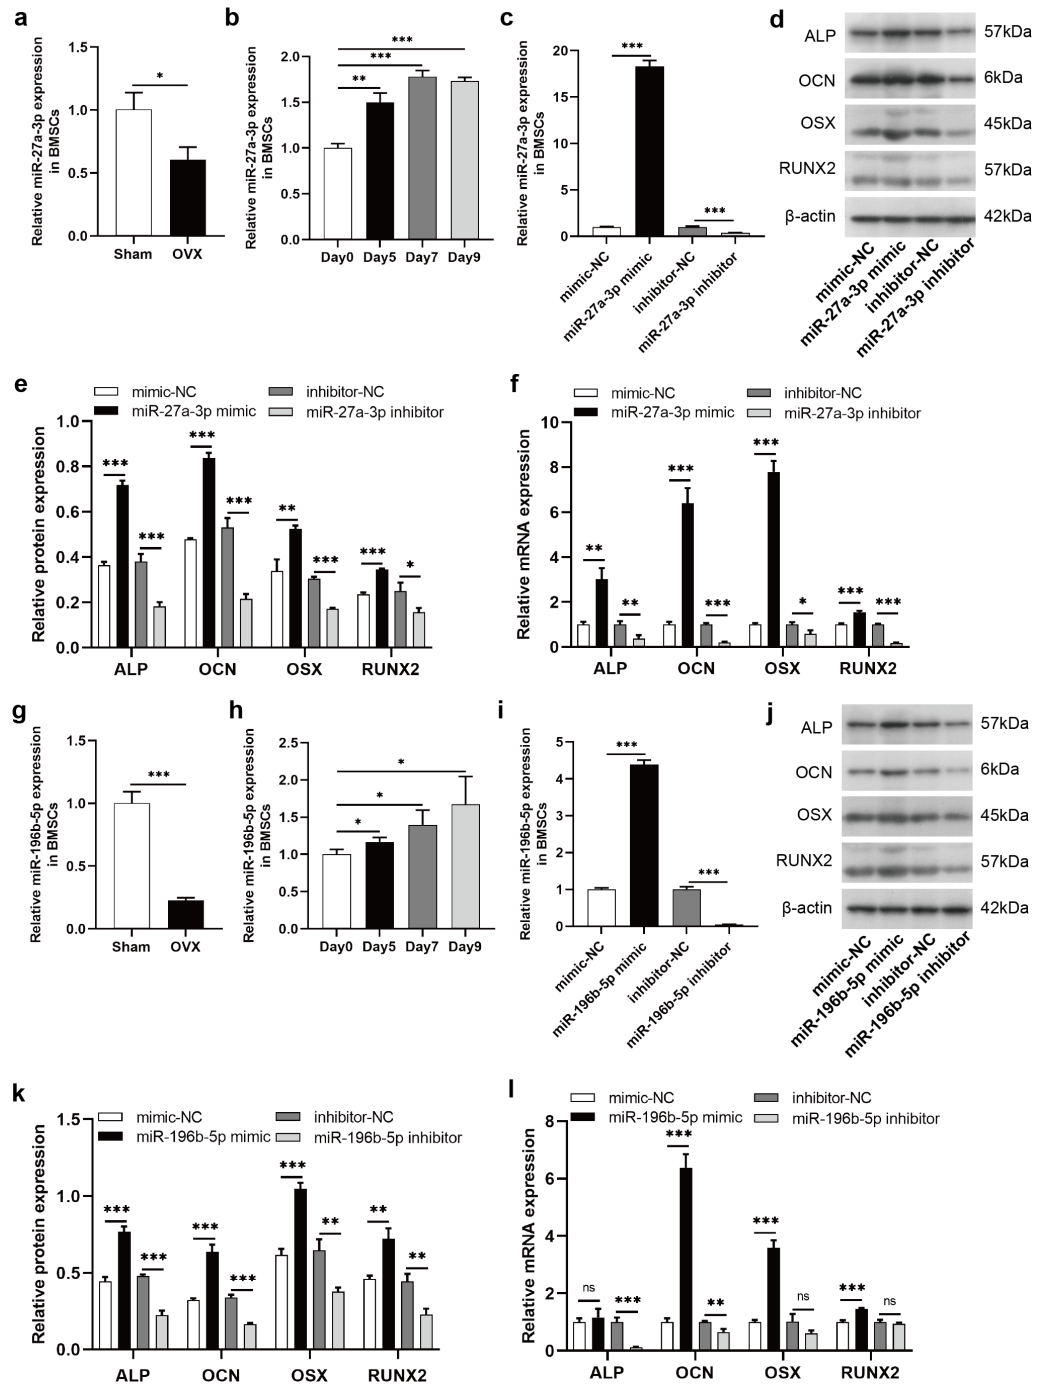 a
Relative miR-27a-3p expression
in BMSCs
1.5
1.0
0.5
0.0
*
Sham
OVX
b
Relative miR-27a-3p expression
in BMSCs
2.0
1.5
1.0
0.5
0.0
***
***
**
Day0
Day5
Day7
Day9
c
Relative miR-27a-3p expression
in BMSCs
20
15
10
5
0
***
***
mimic-NC
miR-27a-3p mimic
inhibitor-NC
miR-27a-3p inhibitor
d
ALP 57kDa
OCN 6kDa
OSX 45kDa
RUNX2 57kDa
β-actin 42kDa
mimic-NC
miR-27a-3p mimic
inhibitor-NC
miR-27a-3p inhibitor
e
mimic-NC
inhibitor-NC
miR-27a-3p mimic
miR-27a-3p inhibitor
Relative protein expression
1.0
0.8
0.6
0.4
0.2
0.0
***
***
***
***
**
***
***
*
ALP
OCN
OSX
RUNX2
f
mimic-NC
inhibitor-NC
miR-27a-3p mimic
miR-27a-3p inhibitor
Relative mRNA expression
10
8
6
4
2
0
**
**
***
***
***
*
***
***
ALP
OCN
OSX
RUNX2
g
Relative miR-196b-5p expression
in BMSCs
1.5
1.0
0.5
0.0
***
Sham
OVX
h
Relative miR-196b-5p expression
in BMSCs
2.5
2.0
1.5
1.0
0.5
0.0
*
*
*
Day0
Day5
Day7
Day9
i
Relative miR-196b-5p expression
in BMSCs
5
4
3
2
1
0
***
***
mimic-NC
miR-196b-5p mimic
inhibitor-NC
miR-196b-5p inhibitor
j
ALP 57kDa
OCN 6kDa
OSX 45kDa
RUNX2 57kDa
β-actin 42kDa
mimic-NC
miR-196b-5p mimic
inhibitor-NC
miR-196b-5p inhibitor
k
mimic-NC
inhibitor-NC
miR-196b-5p mimic
miR-196b-5p inhibitor
Relative protein expression
1.5
1.0
0.5
0.0
***
***
***
***
***
**
**
**
ALP
OCN
OSX
RUNX2
l
mimic-NC
inhibitor-NC
miR-196b-5p mimic
miR-196b-5p inhibitor
Relative mRNA expression
8
6
4
2
0
ns
***
***
**
***
ns
***
ns
ALP
OCN
OSX
RUNX2